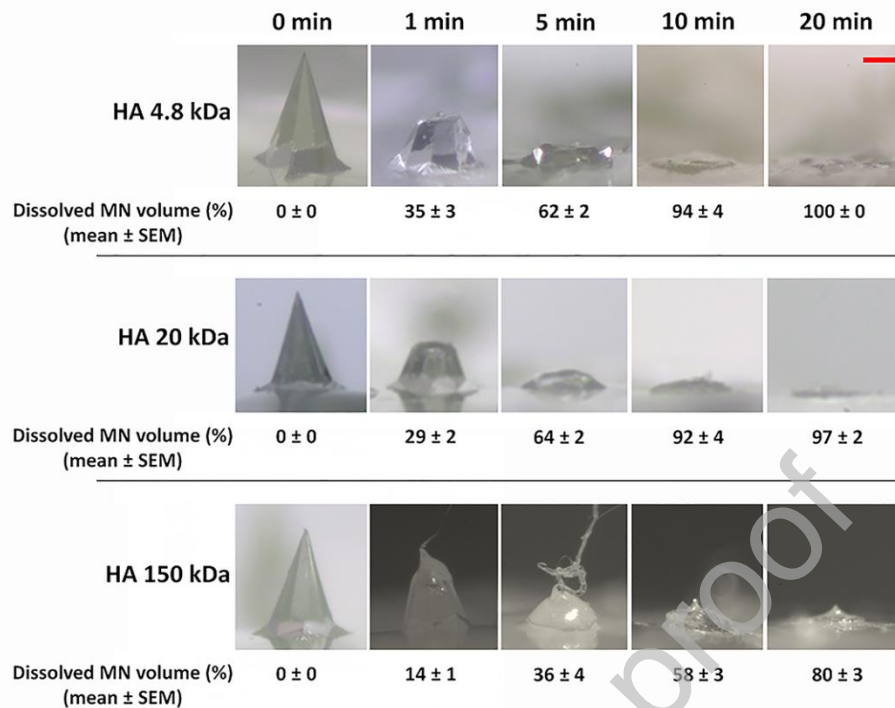 0 min 1 min 5 min 10 min 20 min
HA 4.8 kDa
Dissolved MN volume (%) 0 ± 0 35 ± 3 62 ± 2 94 ± 4 100 ± 0
(mean ± SEM)
HA 20 kDa
Dissolved MN volume (%) 0 ± 0 29 ± 2 64 ± 2 92 ± 4 97 ± 2
(mean ± SEM)
HA 150 kDa
Dissolved MN volume (%) 0 ± 0 14 ± 1 36 ± 4 58 ± 3 80 ± 3
(mean ± SEM)
proof